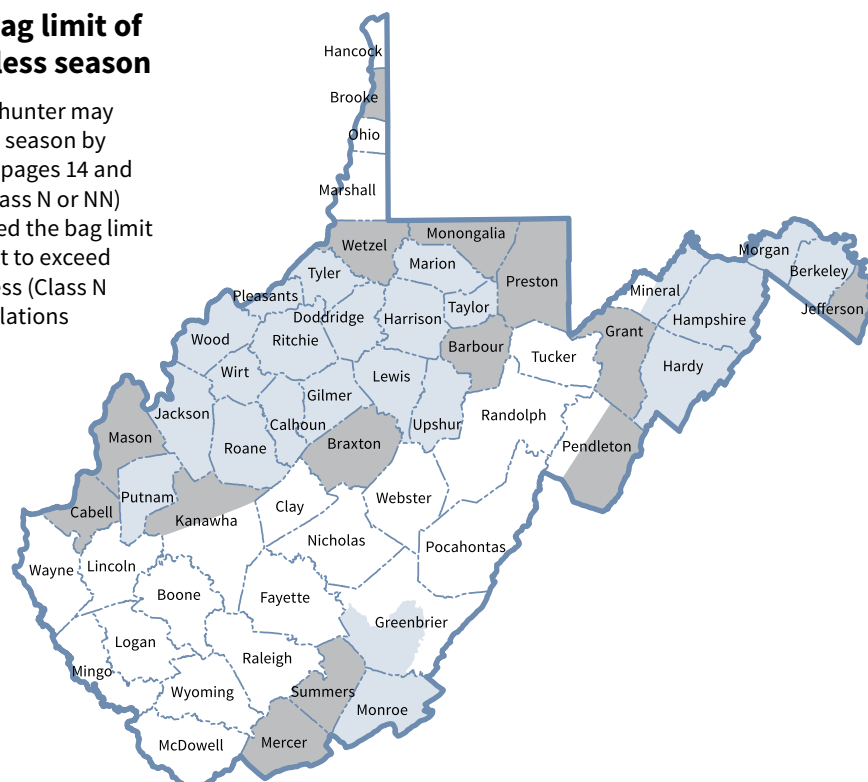 ag limit of
less season
hunter may
season by
pages 14 and
ass N or NN)
ed the bag limit
t to exceed
ess (Class N
lations
Hancock
Brooke
Ohio
Marshall
Wetzel
Monongalia
Marion
Preston
Tyler
Pleasants
Doddridge
Harrison
Taylor
Wood
Ritchie
Barbour
Tucker
Wirt
Lewis
Gilmer
Jackson
Calhoun
Upshur
Randolph
Mason
Roane
Braxton
Pendleton
Morgan
Berkeley
Mineral
Jefferson
Hampshire
Grant
Hardy
Putnam
Cabell
Kanawha
Clay
Webster
Nicholas
Pocahontas
Wayne
Lincoln
Boone
Fayette
Greenbrier
Logan
Raleigh
Mingo
Wyoming
Summers
Monroe
McDowell
Mercer